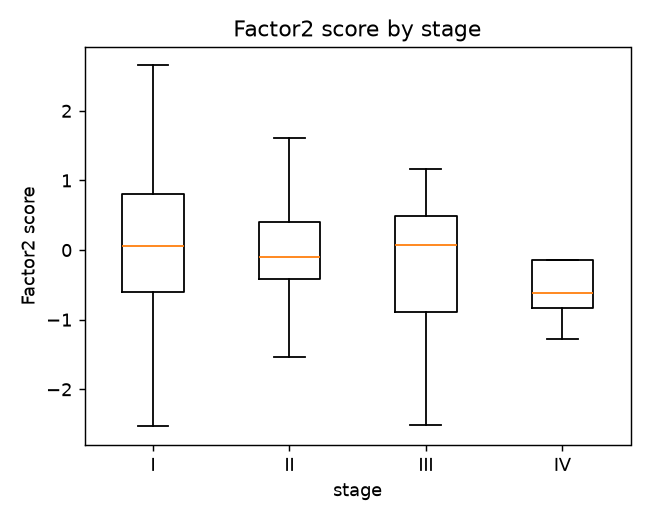 Factor2 score by stage
Factor2 score
2
1
0
−1
−2
I
II
III
IV
stage